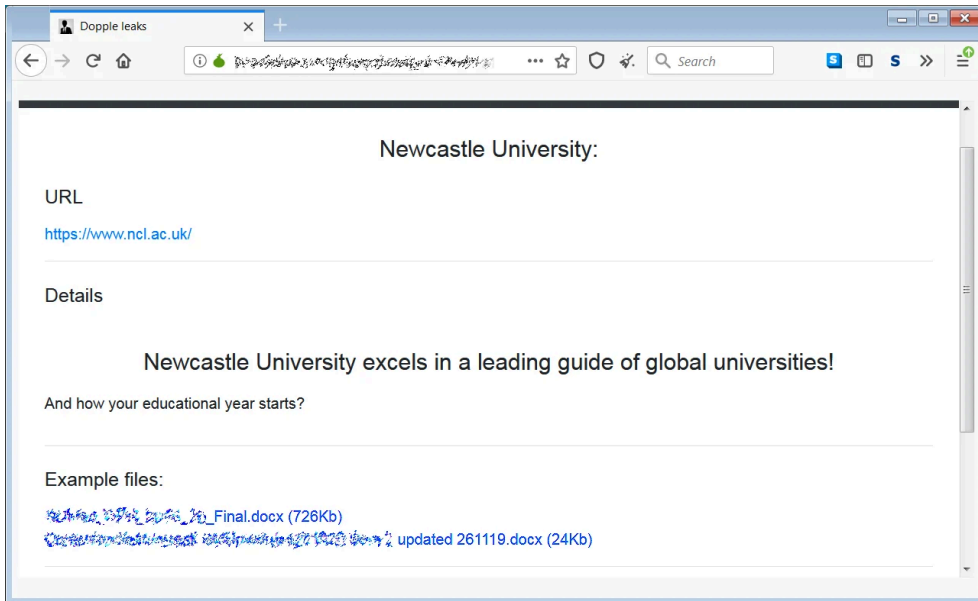 Dopple leaks
Search
Newcastle University:
URL
https://www.ncl.ac.uk/
Details
Newcastle University excels in a leading guide of global universities!
And how your educational year starts?
Example files:
_Final.docx (726Kb)
updated 261119.docx (24Kb)